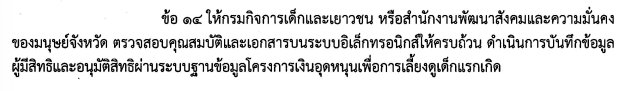 ข้อ ๑๔ ให้กรมกิจการเด็กและเยาวชน หรือสำนักงานพัฒนาสังคมและความมั่นคง
ของมนุษย์จังหวัด ตรวจสอบคุณสมบัติและเอกสารบนระบบอิเล็กทรอนิกส์ให้ครบถ้วน ดำเนินการบันทึกข้อมูล
ผู้มีสิทธิและอนุมัติสิทธิผ่านระบบฐานข้อมูลโครงการเงินอุดหนุนเพื่อการเลี้ยงดูเด็กแรกเกิด